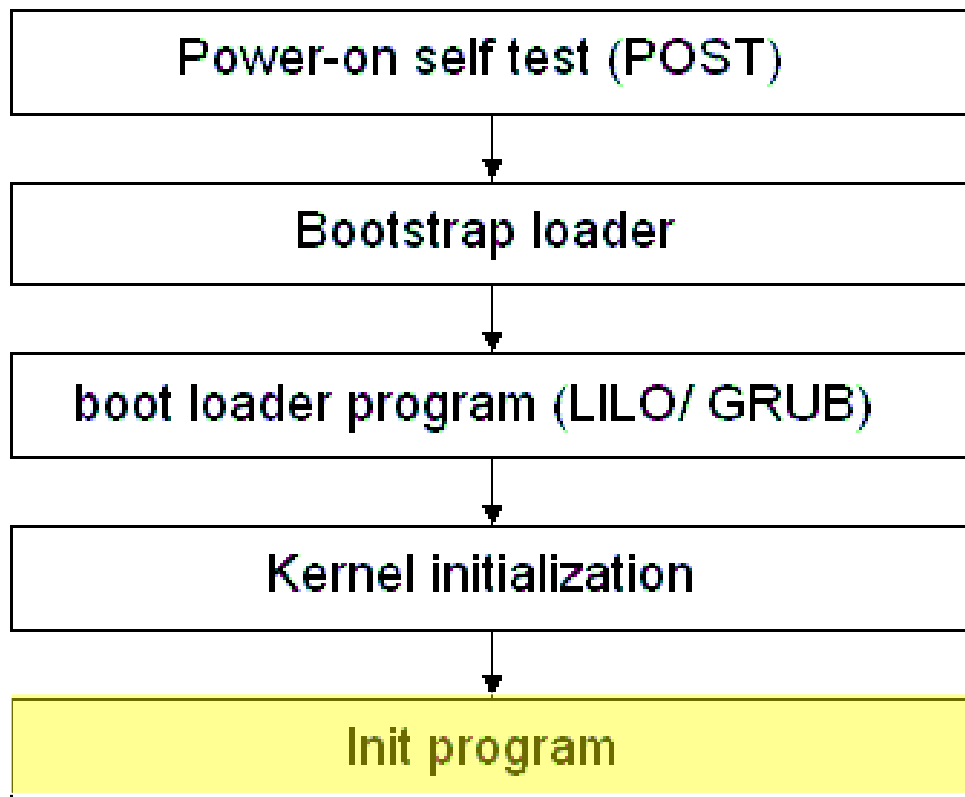 Power-on self test (POST)
Bootstrap loader
boot loader program (LILO/ GRUB)
Kernel initialization
Init program